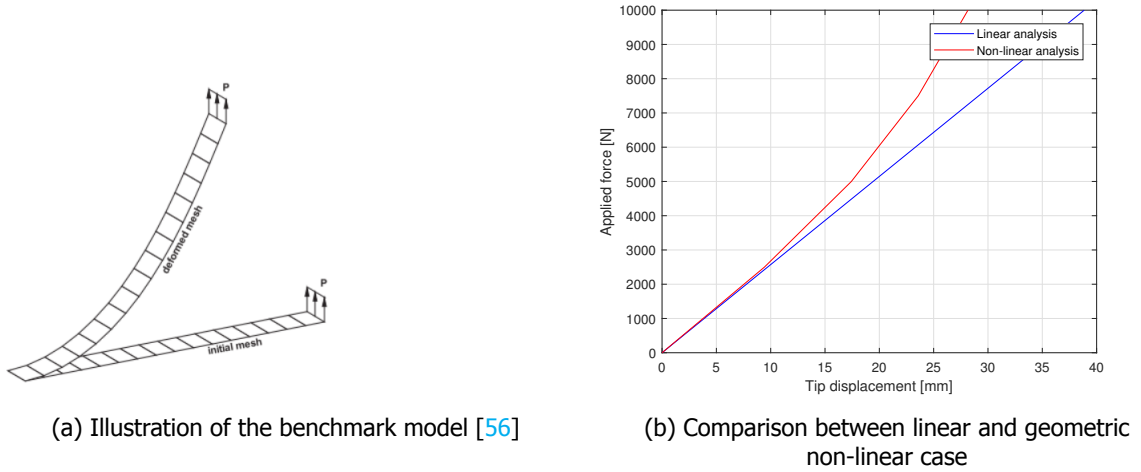 P
deformed mesh
P
initial mesh
(a) Illustration of the benchmark model [56]
10000
9000
8000
7000
6000
5000
4000
3000
2000
1000
0
Applied force [N]
Linear analysis
Non-linear analysis
0 5 10 15 20 25 30 35 40
Tip displacement [mm]
(b) Comparison between linear and geometric
non-linear case